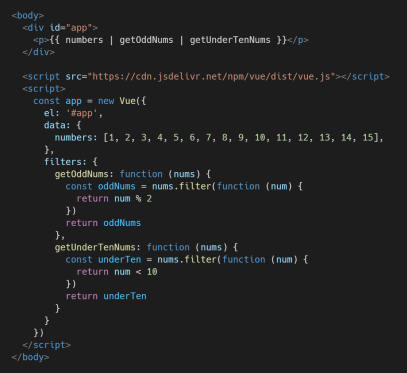 <body>
  <div id="app">
    <p>{{ numbers | getOddNums | getUnderTenNums }}</p>
  </div>

  <script src="https://cdn.jsdelivr.net/npm/vue/dist/vue.js"></script>
  <script>
    const app = new Vue({
      el: '#app',
      data: {
        numbers: [1, 2, 3, 4, 5, 6, 7, 8, 9, 10, 11, 12, 13, 14, 15],
      },
      filters: {
        getOddNums: function (nums) {
          const oddNums = nums.filter(function (num) {
            return num % 2
          })
          return oddNums
        },
        getUnderTenNums: function (nums) {
          const underTen = nums.filter(function (num) {
            return num < 10
          })
          return underTen
        }
      }
    })
  </script>
</body>